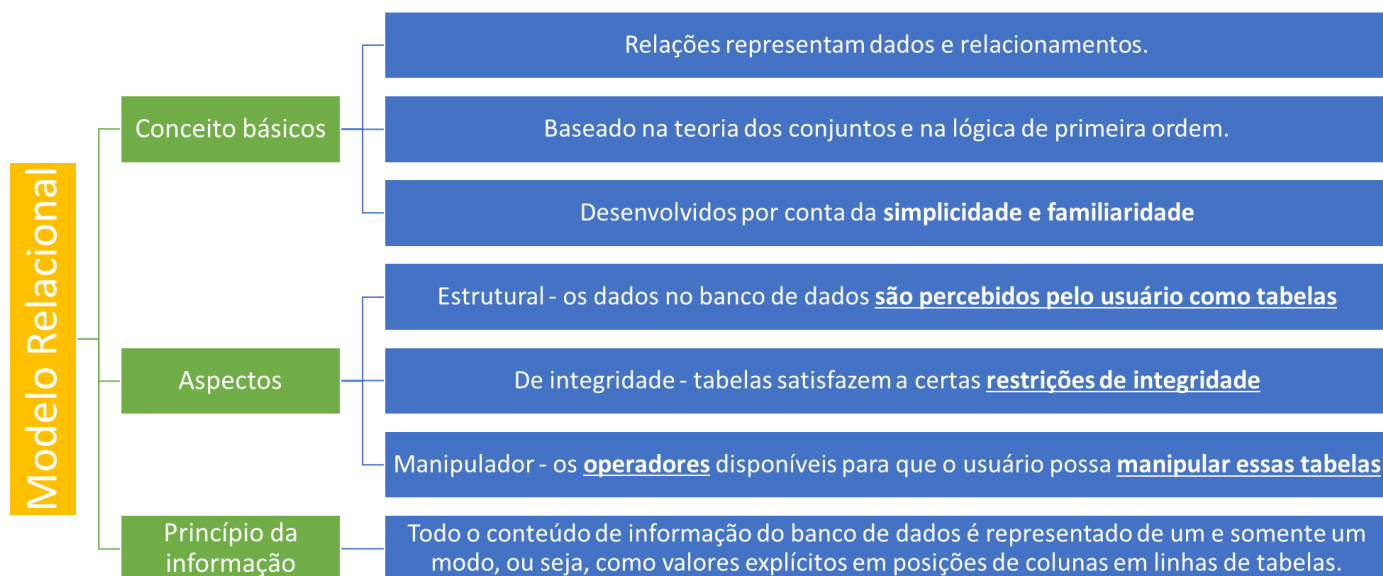 Modelo Relacional
Conceito básicos
Relações representam dados e relacionamentos.
Baseado na teoria dos conjuntos e na lógica de primeira ordem.
Desenvolvidos por conta da simplicidade e familiaridade
Aspectos
Estrutural - os dados no banco de dados são percebidos pelo usuário como tabelas
De integridade - tabelas satisfazem a certas restrições de integridade
Manipulador - os operadores disponíveis para que o usuário possa manipular essas tabelas
Princípio da
informação
Todo o conteúdo de informação do banco de dados é representado de um e somente um
modo, ou seja, como valores explícitos em posições de colunas em linhas de tabelas.